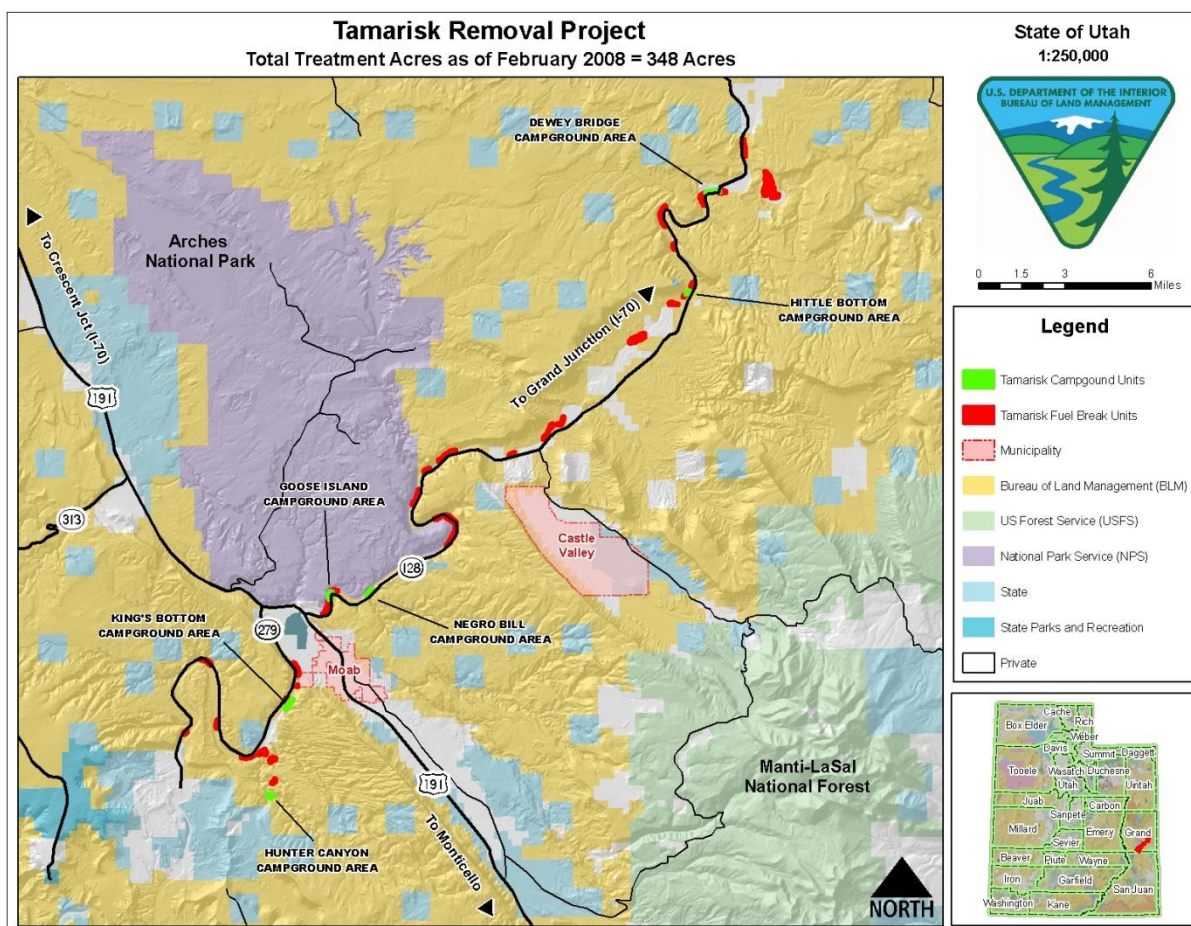 Tamarisk Removal Project
Total Treatment Acres as of February 2008 = 348 Acres
DEWEY BRIDGE
CAMPGROUND AREA
Arches
National Park
To Crescent Jct (I-70)
191
HITTLE BOTTOM
CAMPGROUND AREA
To Grand Junction (I-70)
GOOSE ISLAND
CAMPGROUND AREA
313
Castle
Valley
128
KING'S BOTTOM
CAMPGROUND AREA
279
NEGRO BILL
CAMPGROUND AREA
Moab
Manti-LaSal
National Forest
191
To Monticello
HUNTER CANYON
CAMPGROUND AREA
NORTH
State of Utah
1:250,000
U.S. DEPARTMENT OF THE INTERIOR
BUREAU OF LAND MANAGEMENT
0 1.5 3 6
Miles
Legend
Tamarisk Campgound Units
Tamarisk Fuel Break Units
Municipality
Bureau of Land Management (BLM)
US Forest Service (USFS)
National Park Service (NPS)
State
State Parks and Recreation
Private
Cache
Rich
Box Elder
Weber
Davis
Summit
Daggett
Tooele
Wasatch
Duchesne
Utah
Uintah
Juab
Carbon
Sanpete
Millard
Emery
Grand
Sevier
Beaver
Piute
Wayne
Iron
Garfield
San Juan
Washington
Kane